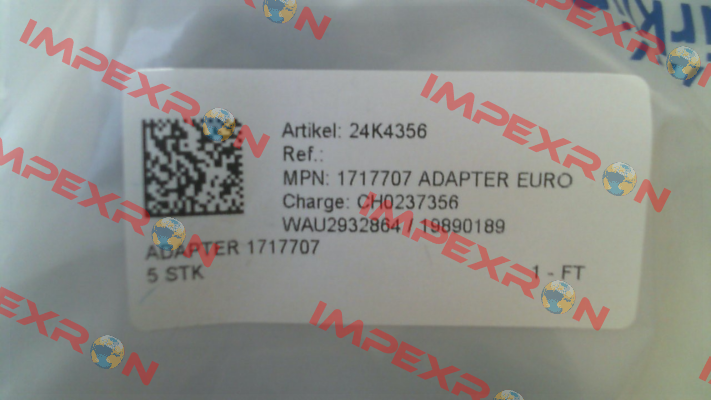 Artikel: 24K4356
Ref.:
MPN: 1717707 ADAPTER EURO
Charge: CH0237356
WAU2932864 / 19890189
ADAPTER 1717707
5 STK
1 - FT
IMPEXRON
IMPEXRON
IMPEXRON
IMPEXRON
IMPEXRON
IMPEXRON